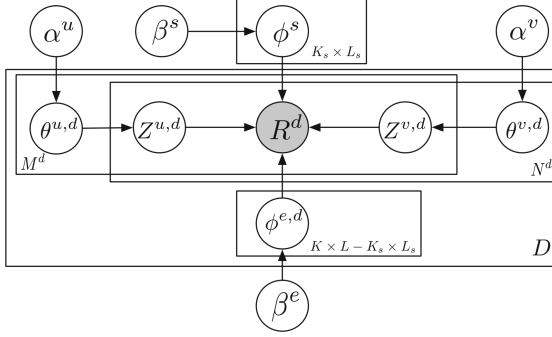 α^u β^s ϕ^s α^v
K_s × L_s
θ^{u,d} Z^{u,d} R^d Z^{v,d} θ^{v,d}
M^d N^d
ϕ^{e,d}
K × L − K_s × L_s D
β^e